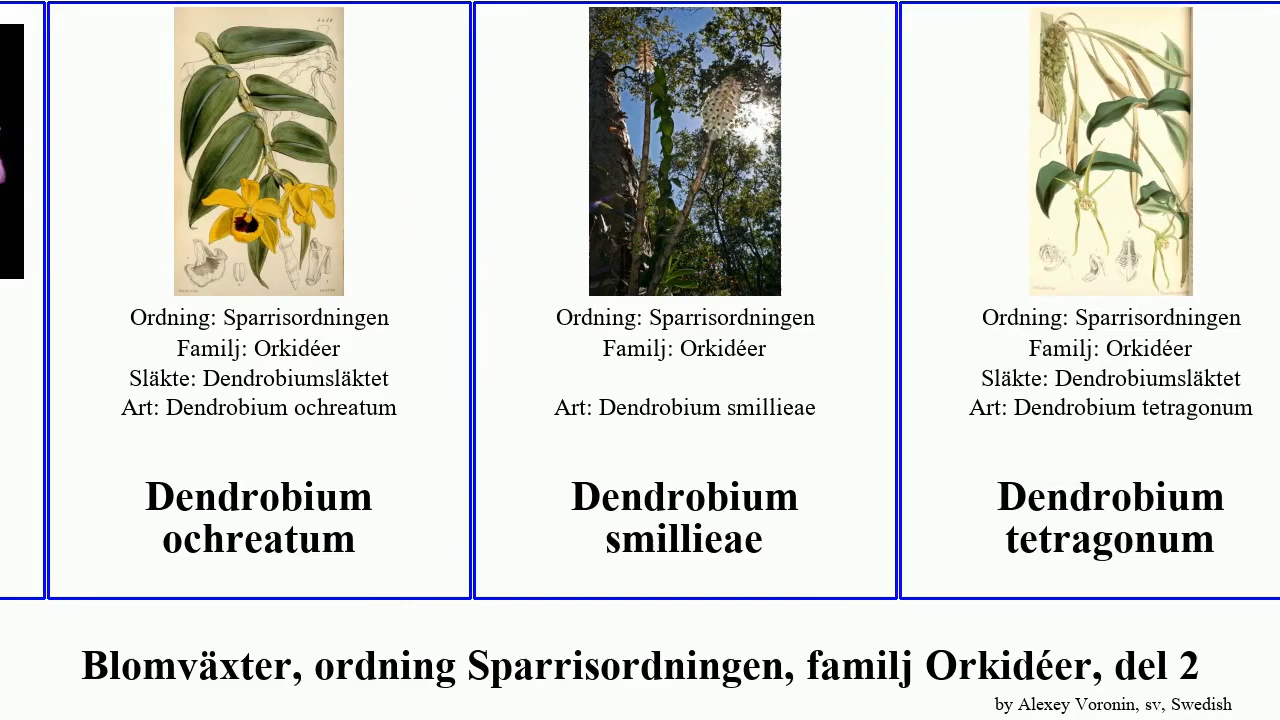 Ordning: Sparrisordningen
Familj: Orkidéer
Släkte: Dendrobiumsläktet
Art: Dendrobium ochreatum
Dendrobium
ochreatum
Ordning: Sparrisordningen
Familj: Orkidéer
Art: Dendrobium smillieae
Dendrobium
smillieae
Ordning: Sparrisordningen
Familj: Orkidéer
Släkte: Dendrobiumsläktet
Art: Dendrobium tetragonum
Dendrobium
tetragonum
Blomväxter, ordning Sparrisordningen, familj Orkidéer, del 2
by Alexey Voronin, sv, Swedish